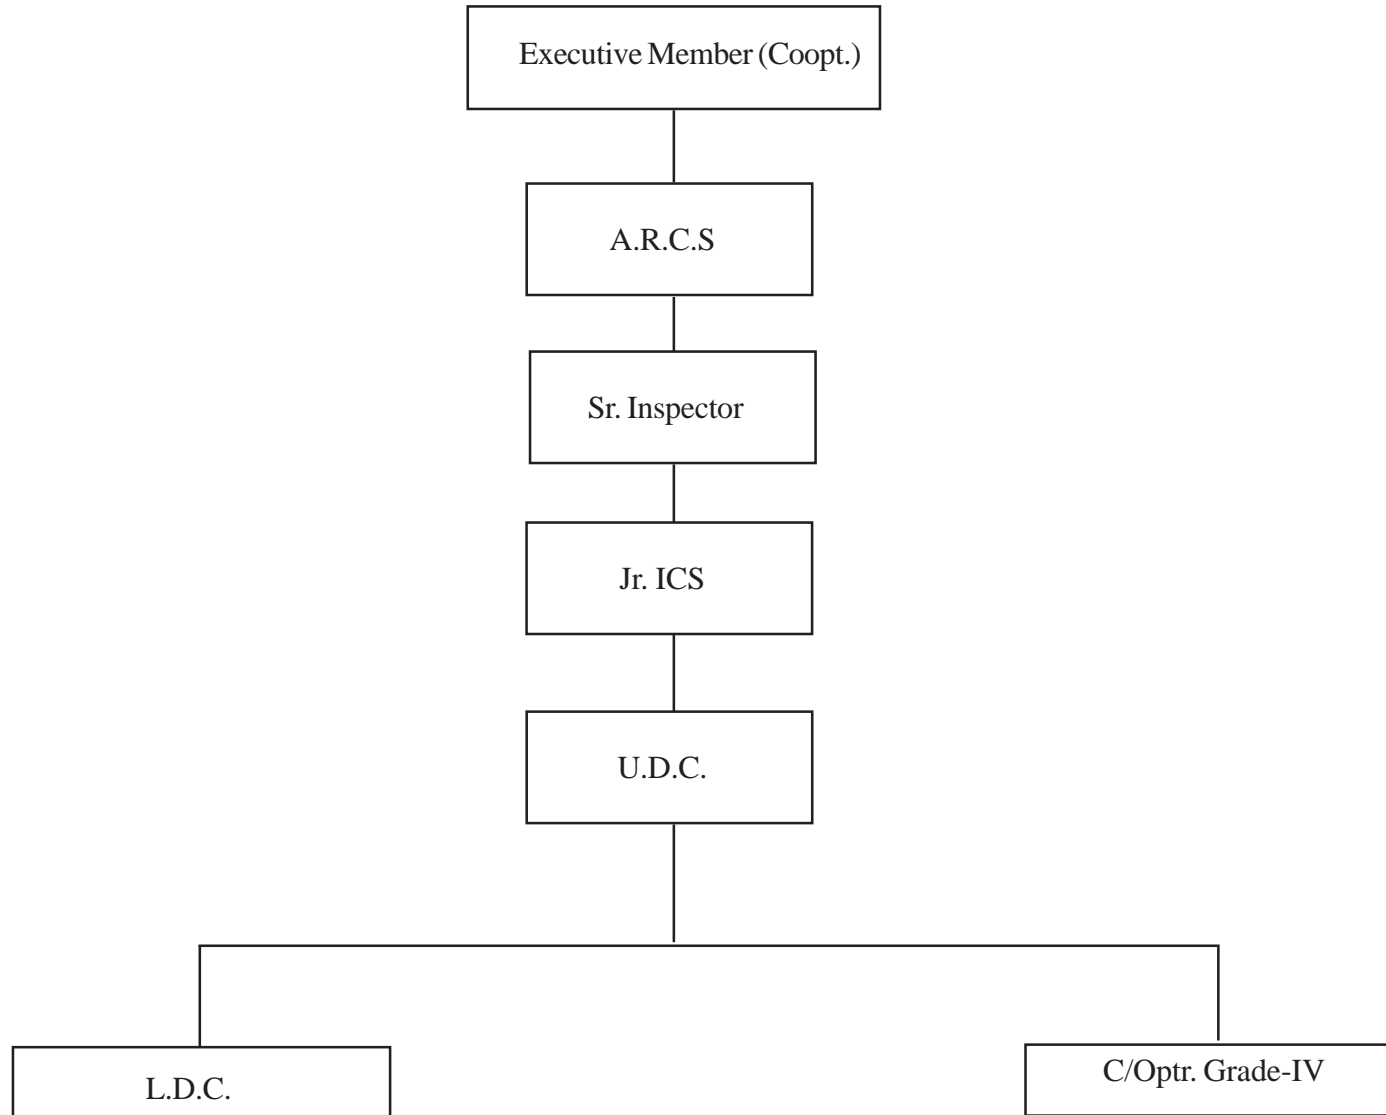 Executive Member (Coopt.)
A.R.C.S
Sr. Inspector
Jr. ICS
U.D.C.
L.D.C.
C/Optr. Grade-IV